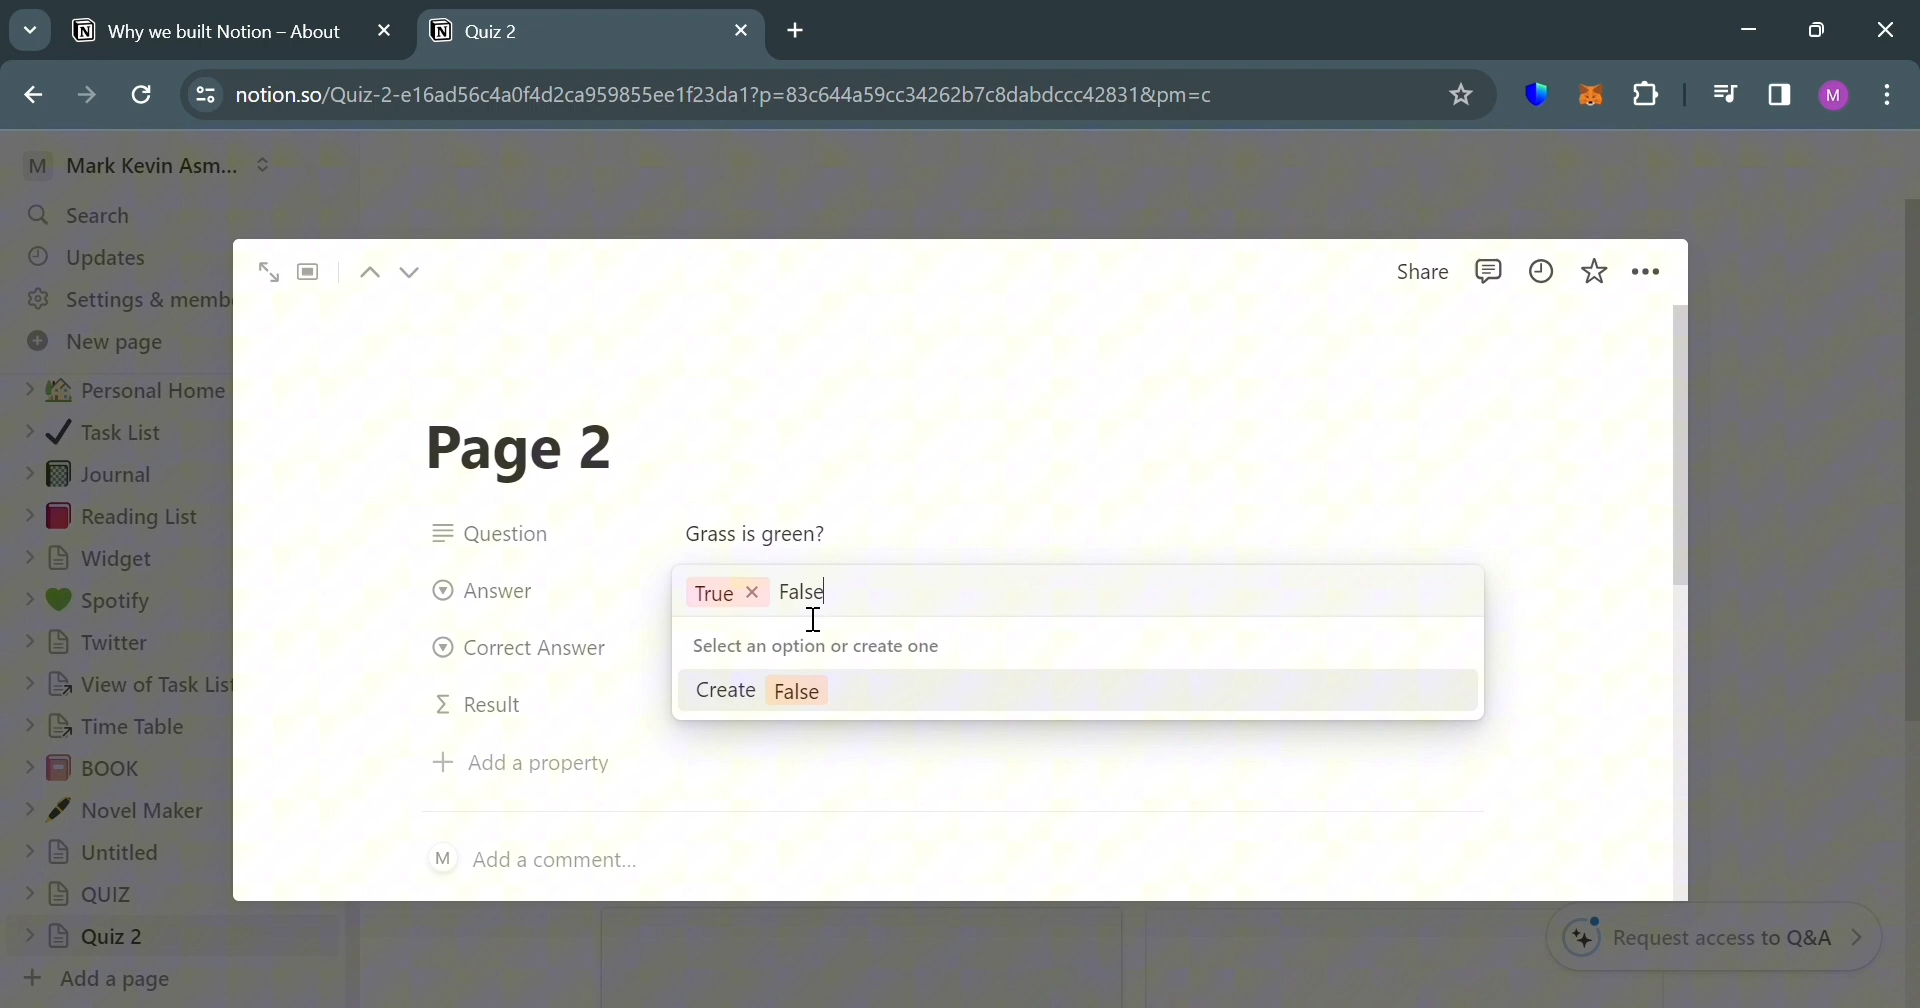 Why we built Notion – About
Quiz 2
notion.so/Quiz-2-e16ad56c4a0f4d2ca959855ee1f23da1?p=83c644a59cc34262b7c8dabdccc42831&pm=c
M
M Mark Kevin Asm...
Search
Updates
Settings & memb
New page
Personal Home
Task List
Journal
Reading List
Widget
Spotify
Twitter
View of Task List
Time Table
BOOK
Novel Maker
Untitled
QUIZ
Quiz 2
Add a page
Share
Page 2
Question Grass is green?
Answer True False
Correct Answer Select an option or create one
Create False
Result
Add a property
M Add a comment...
Request access to Q&A